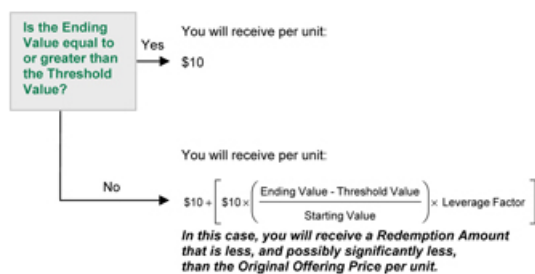 Is the Ending
Value equal to
or greater than
the Threshold
Value?
Yes
You will receive per unit:
$10
No
You will receive per unit:
$10 + [ $10 × ( Ending Value - Threshold Value / Starting Value ) × Leverage Factor ]
In this case, you will receive a Redemption Amount
that is less, and possibly significantly less,
than the Original Offering Price per unit.